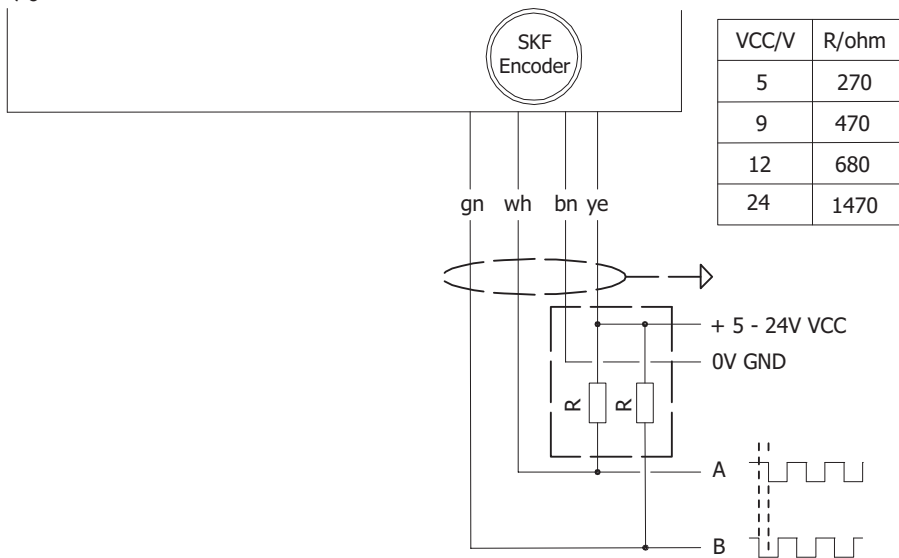 SKF
Encoder
VCC/V R/ohm
5 270
9 470
12 680
24 1470
gn wh bn ye
+ 5 - 24V VCC
0V GND
R R
A
B